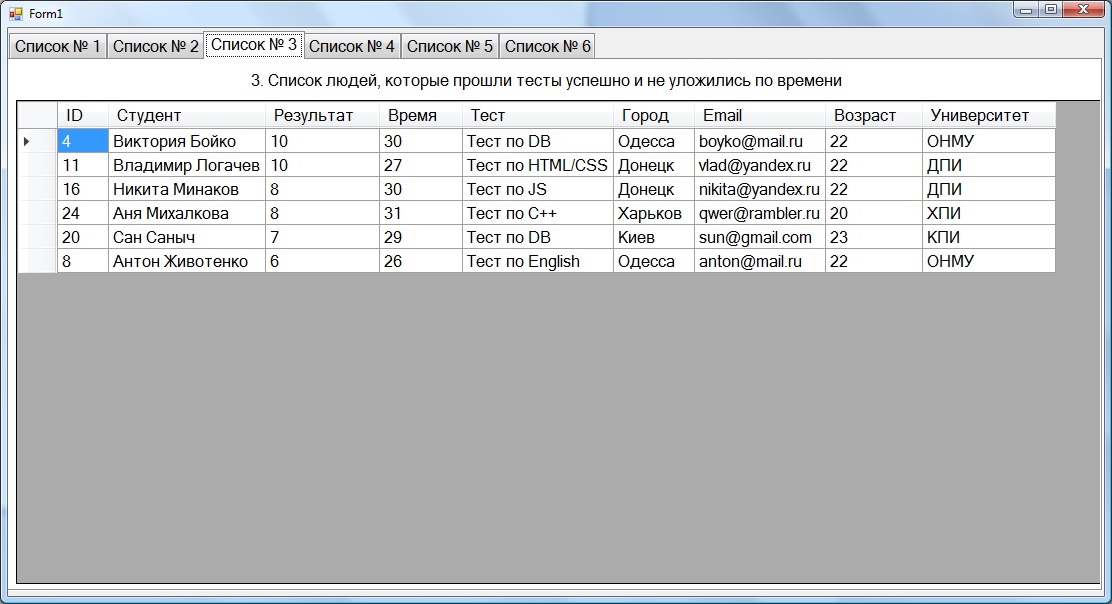 Form1
Список № 1 Список № 2 Список № 3 Список № 4 Список № 5 Список № 6
3. Список людей, которые прошли тесты успешно и не уложились по времени
ID Студент Результат Время Тест Город Email Возраст Университет
4 Виктория Бойко 10 30 Тест по DB Одесса boyko@mail.ru 22 ОНМУ
11 Владимир Логачев 10 27 Тест по HTML/CSS Донецк vlad@yandex.ru 22 ДПИ
16 Никита Минаков 8 30 Тест по JS Донецк nikita@yandex.ru 22 ДПИ
24 Аня Михалкова 8 31 Тест по C++ Харьков qwer@rambler.ru 20 ХПИ
20 Сан Саныч 7 29 Тест по DB Киев sun@gmail.com 23 КПИ
8 Антон Животенко 6 26 Тест по English Одесса anton@mail.ru 22 ОНМУ